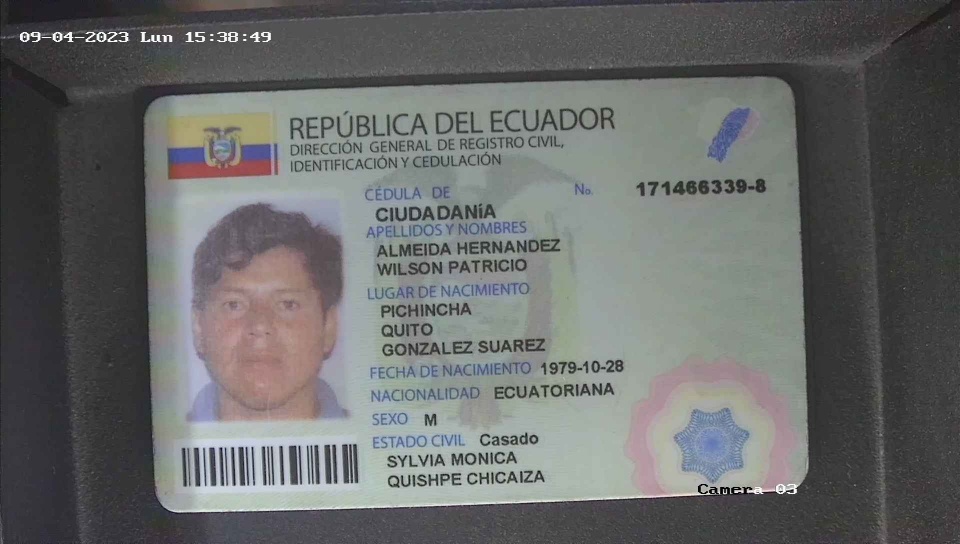 09-04-2023 Lun 15:38:49
REPÚBLICA DEL ECUADOR
DIRECCIÓN GENERAL DE REGISTRO CIVIL,
IDENTIFICACIÓN Y CEDULACIÓN
CÉDULA DE No. 171466339-8
CIUDADANíA
APELLIDOS Y NOMBRES
ALMEIDA HERNANDEZ
WILSON PATRICIO
LUGAR DE NACIMIENTO
PICHINCHA
QUITO
GONZALEZ SUAREZ
FECHA DE NACIMIENTO 1979-10-28
NACIONALIDAD ECUATORIANA
SEXO M
ESTADO CIVIL Casado
SYLVIA MONICA
QUISHPE CHICAIZA
Camera 03